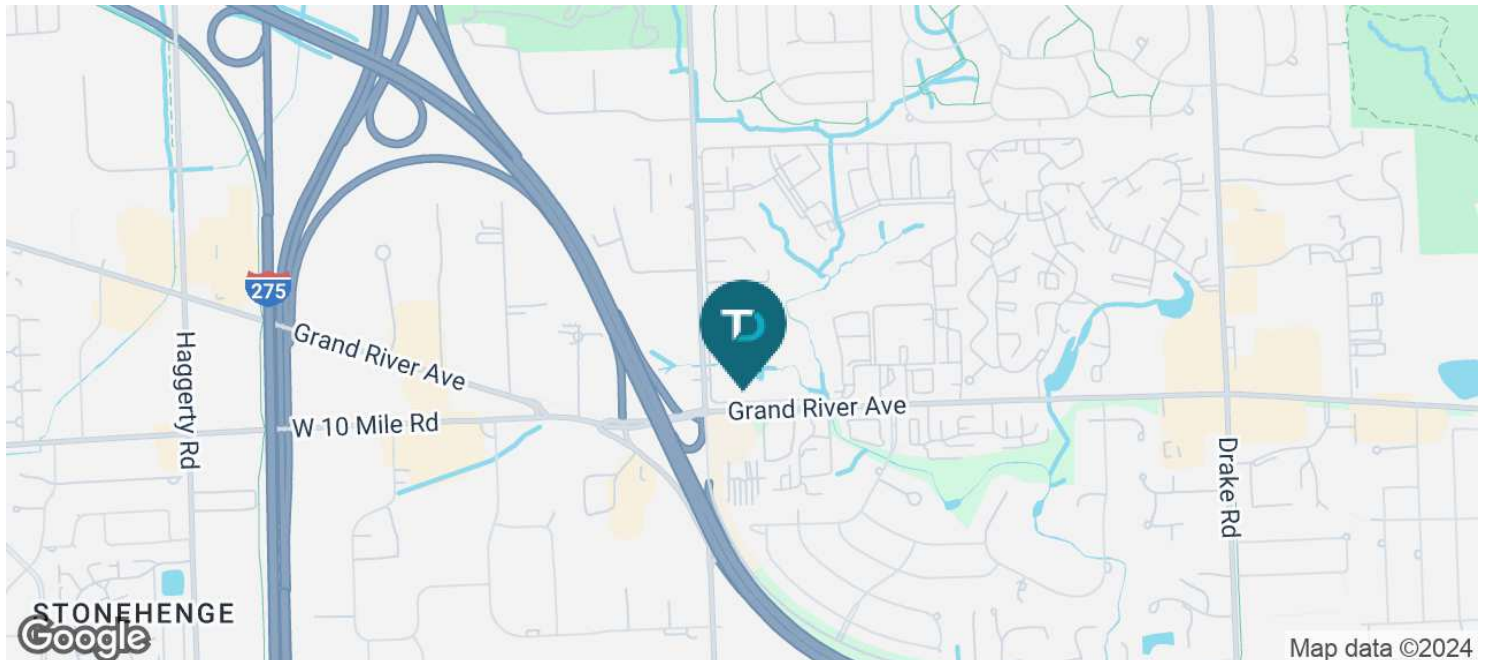 275
Grand River Ave
Haggerty Rd
W 10 Mile Rd
TD
Grand River Ave
Drake Rd
STONEHENGE
Google
Map data ©2024